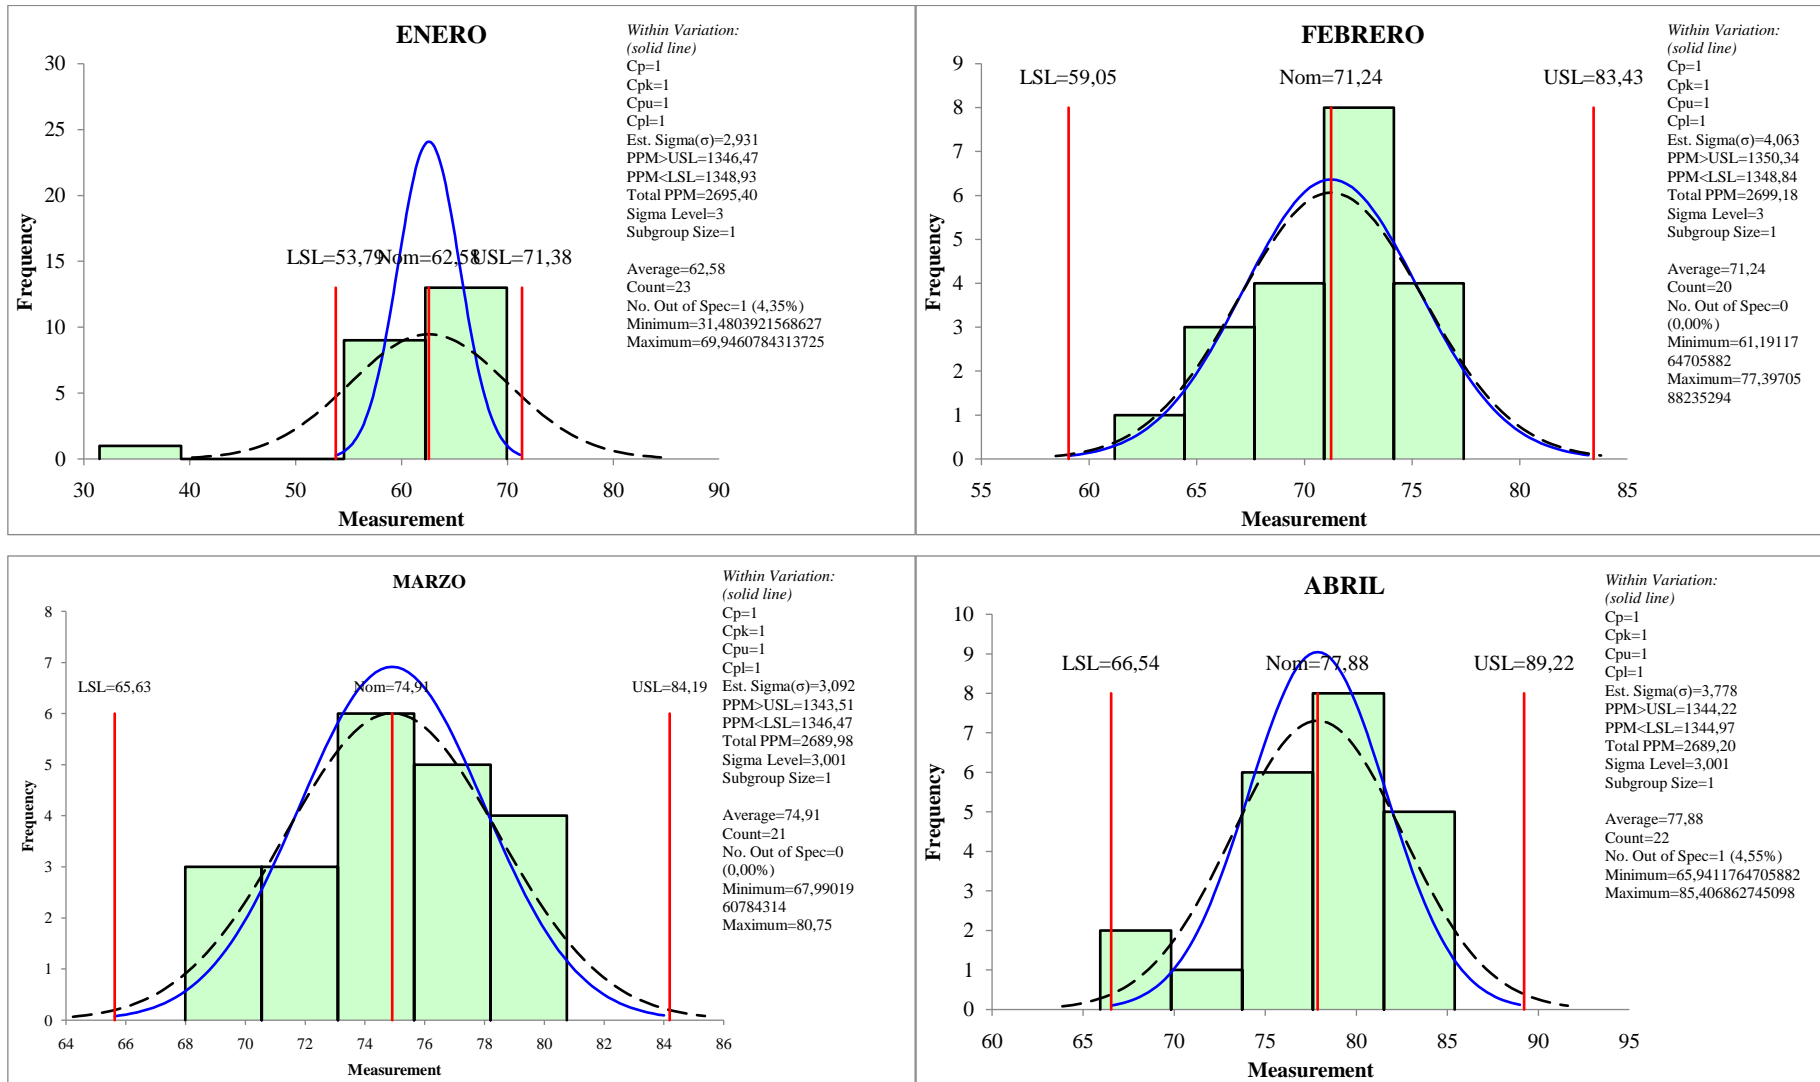 ENERO
Within Variation:
(solid line)
Cp=1
Cpk=1
Cpu=1
Cpl=1
Est. Sigma(σ)=2,931
PPM>USL=1346,47
PPM<LSL=1348,93
Total PPM=2695,40
Sigma Level=3
Subgroup Size=1
Average=62,58
Count=23
No. Out of Spec=1 (4,35%)
Minimum=31,4803921568627
Maximum=69,9460784313725
LSL=53,79 Nom=62,58 USL=71,38
Frequency
30
25
20
15
10
5
0
30 40 50 60 70 80 90
Measurement
FEBRERO
Within Variation:
(solid line)
Cp=1
Cpk=1
Cpu=1
Cpl=1
Est. Sigma(σ)=4,063
PPM>USL=1350,34
PPM<LSL=1348,84
Total PPM=2699,18
Sigma Level=3
Subgroup Size=1
Average=71,24
Count=20
No. Out of Spec=0
(0,00%)
Minimum=61,19117
64705882
Maximum=77,39705
88235294
LSL=59,05 Nom=71,24 USL=83,43
Frequency
9
8
7
6
5
4
3
2
1
0
55 60 65 70 75 80 85
Measurement
MARZO
Within Variation:
(solid line)
Cp=1
Cpk=1
Cpu=1
Cpl=1
Est. Sigma(σ)=3,092
PPM>USL=1343,51
PPM<LSL=1346,47
Total PPM=2689,98
Sigma Level=3,001
Subgroup Size=1
Average=74,91
Count=21
No. Out of Spec=0
(0,00%)
Minimum=67,99019
60784314
Maximum=80,75
LSL=65,63 Nom=74,91 USL=84,19
Frequency
8
7
6
5
4
3
2
1
0
64 66 68 70 72 74 76 78 80 82 84 86
Measurement
ABRIL
Within Variation:
(solid line)
Cp=1
Cpk=1
Cpu=1
Cpl=1
Est. Sigma(σ)=3,778
PPM>USL=1344,22
PPM<LSL=1344,97
Total PPM=2689,20
Sigma Level=3,001
Subgroup Size=1
Average=77,88
Count=22
No. Out of Spec=1 (4,55%)
Minimum=65,9411764705882
Maximum=85,406862745098
LSL=66,54 Nom=77,88 USL=89,22
Frequency
10
9
8
7
6
5
4
3
2
1
0
60 65 70 75 80 85 90 95
Measurement